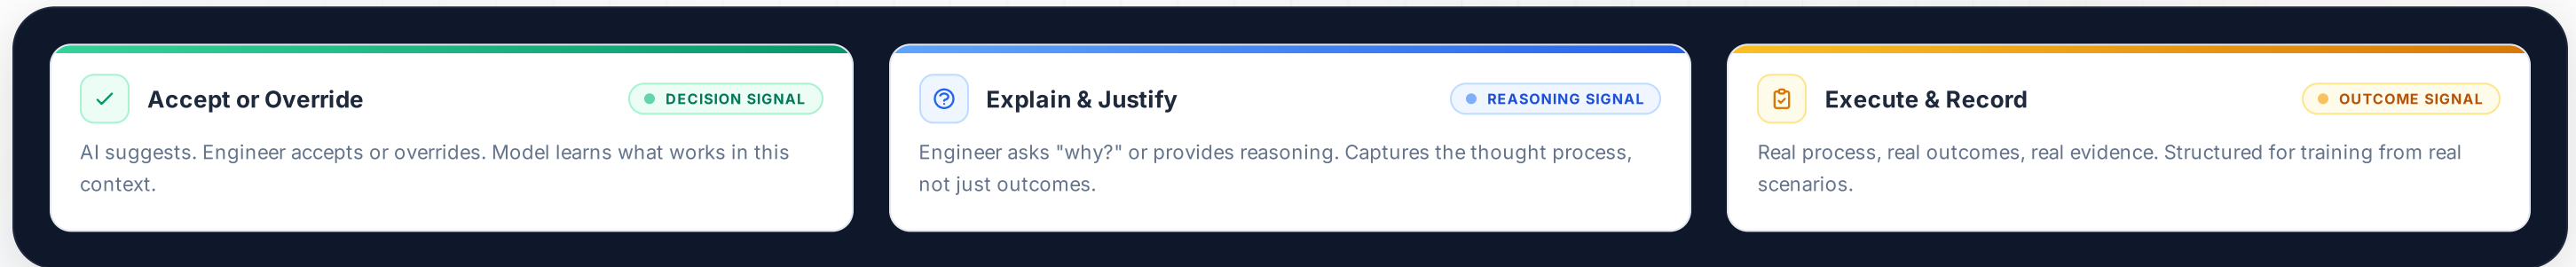 Accept or Override
DECISION SIGNAL
AI suggests. Engineer accepts or overrides. Model learns what works in this
context.
Explain & Justify
REASONING SIGNAL
Engineer asks "why?" or provides reasoning. Captures the thought process,
not just outcomes.
Execute & Record
OUTCOME SIGNAL
Real process, real outcomes, real evidence. Structured for training from real
scenarios.